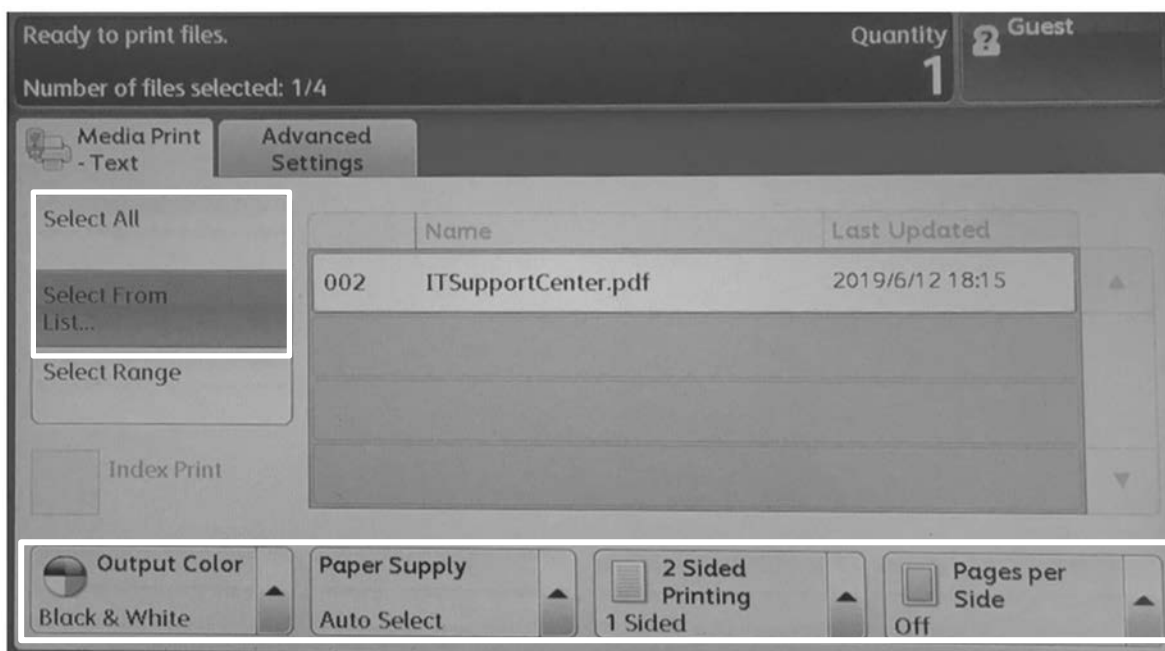 Ready to print files.
Number of files selected: 1/4
Quantity
1
Guest
Media Print
- Text
Advanced
Settings
Select All
Select From
List...
Select Range
Index Print
Name
Last Updated
002
ITSupportCenter.pdf
2019/6/12 18:15
Output Color
Black & White
Paper Supply
Auto Select
2 Sided
Printing
1 Sided
Pages per
Side
Off